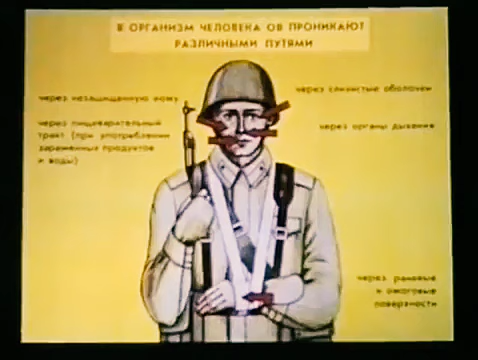 В ОРГАНИЗМ ЧЕЛОВЕКА ОВ ПРОНИКАЮТ
РАЗЛИЧНЫМИ ПУТЯМИ
через незащищенную кожу
через пищеварительный
тракт (при употреблении
зараженных продуктов
и воды)
через слизистые оболочки
через органы дыхания
через раневые
и ожоговые
поверхности